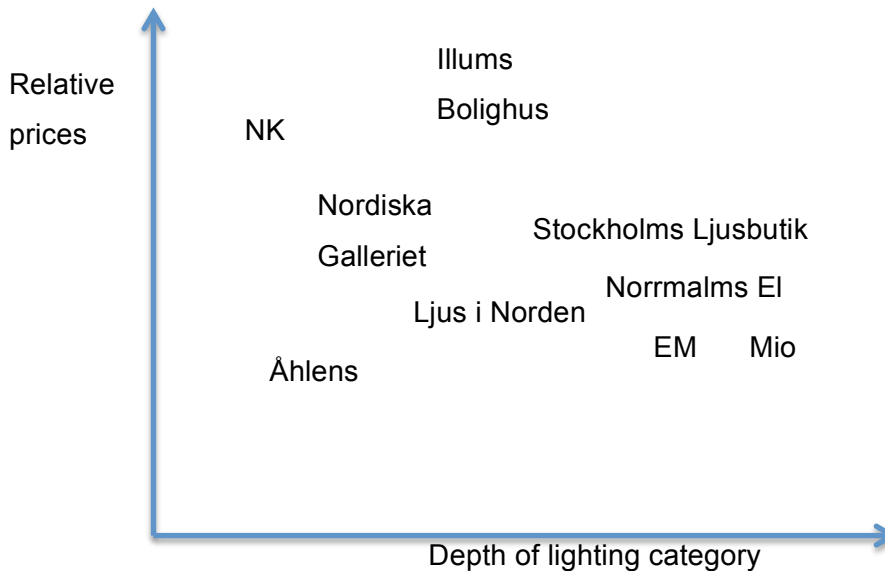 Relative
prices
Illums
Bolighus
NK
Nordiska
Galleriet
Stockholms Ljusbutik
Norrmalms El
Ljus i Norden
EM
Mio
Åhlens
Depth of lighting category